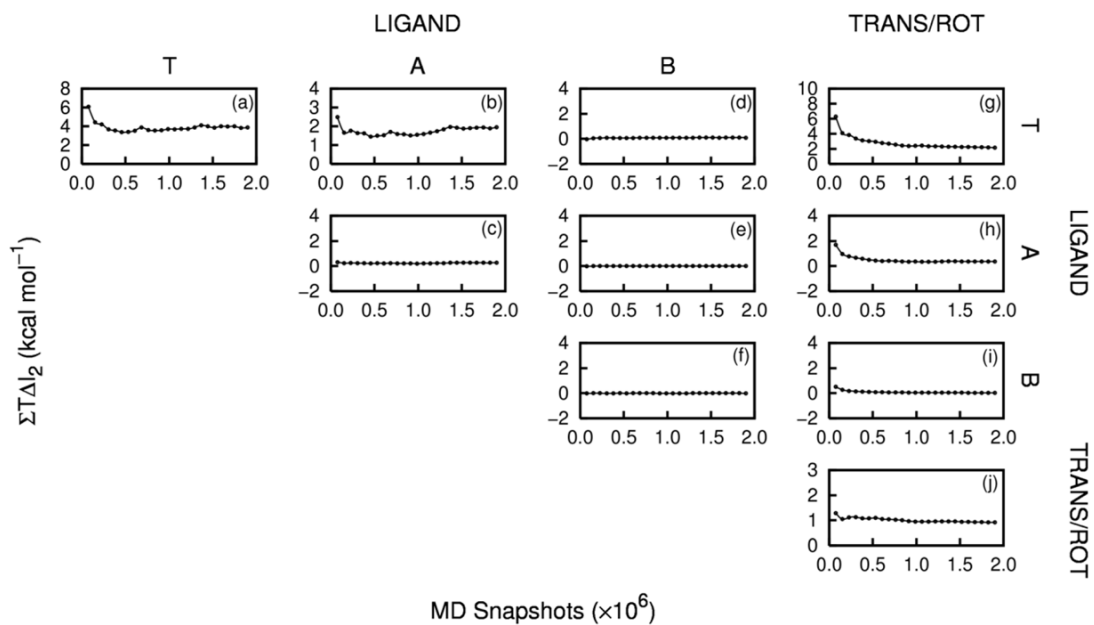 LIGAND TRANS/ROT
T A B
8 6 4 2 0 (a) 0.0 0.5 1.0 1.5 2.0
4 3 2 1 0 (b) 0.0 0.5 1.0 1.5 2.0
4 2 0 −2 (d) 0.0 0.5 1.0 1.5 2.0
10 8 6 4 2 0 (g) 0.0 0.5 1.0 1.5 2.0
T
4 2 0 −2 (c) 0.0 0.5 1.0 1.5 2.0
4 2 0 −2 (e) 0.0 0.5 1.0 1.5 2.0
4 2 0 −2 (h) 0.0 0.5 1.0 1.5 2.0
A
LIGAND
4 2 0 −2 (f) 0.0 0.5 1.0 1.5 2.0
4 2 0 −2 (i) 0.0 0.5 1.0 1.5 2.0
B
3 2 1 0 (j) 0.0 0.5 1.0 1.5 2.0
TRANS/ROT
ΣTΔI₂ (kcal mol⁻¹)
MD Snapshots (×10⁶)